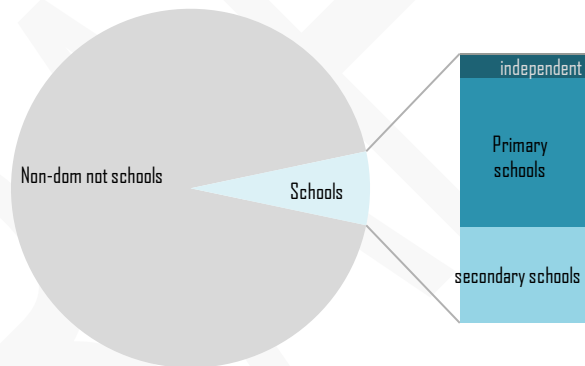 independent
Non-dom not schools
Primary
schools
Schools
secondary schools